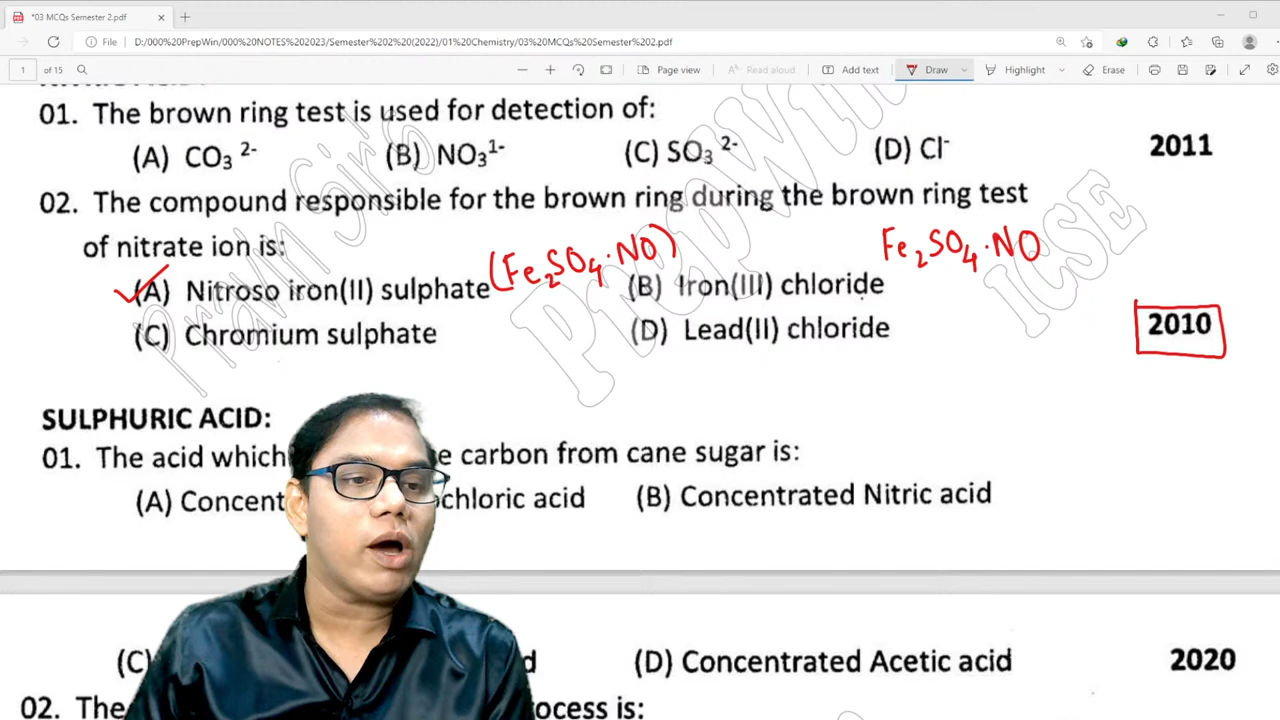 *03 MCQs Semester 2.pdf
File D:/000%20PrepWin/000%20NOTES%202023/Semester%202%20(2022)/01%20Chemistry/03%20MCQs%20Semester%202.pdf
1 of 15 Page view Read aloud Add text Draw Highlight Erase
01. The brown ring test is used for detection of:
(A) CO₃ ²⁻ (B) NO₃¹⁻ (C) SO₃ ²⁻ (D) Cl⁻ 2011
02. The compound responsible for the brown ring during the brown ring test
of nitrate ion is: (Fe₂SO₄·NO) Fe₂SO₄·NO
(A) Nitroso iron(II) sulphate (B) Iron(III) chloride
(C) Chromium sulphate (D) Lead(II) chloride 2010
Pravin Sir's PrepWin ICSE
SULPHURIC ACID:
01. The acid which carbon from cane sugar is:
(A) acid (B) Concentrated Nitric acid
(C) (D) Concentrated Acetic acid 2020
02. The is: